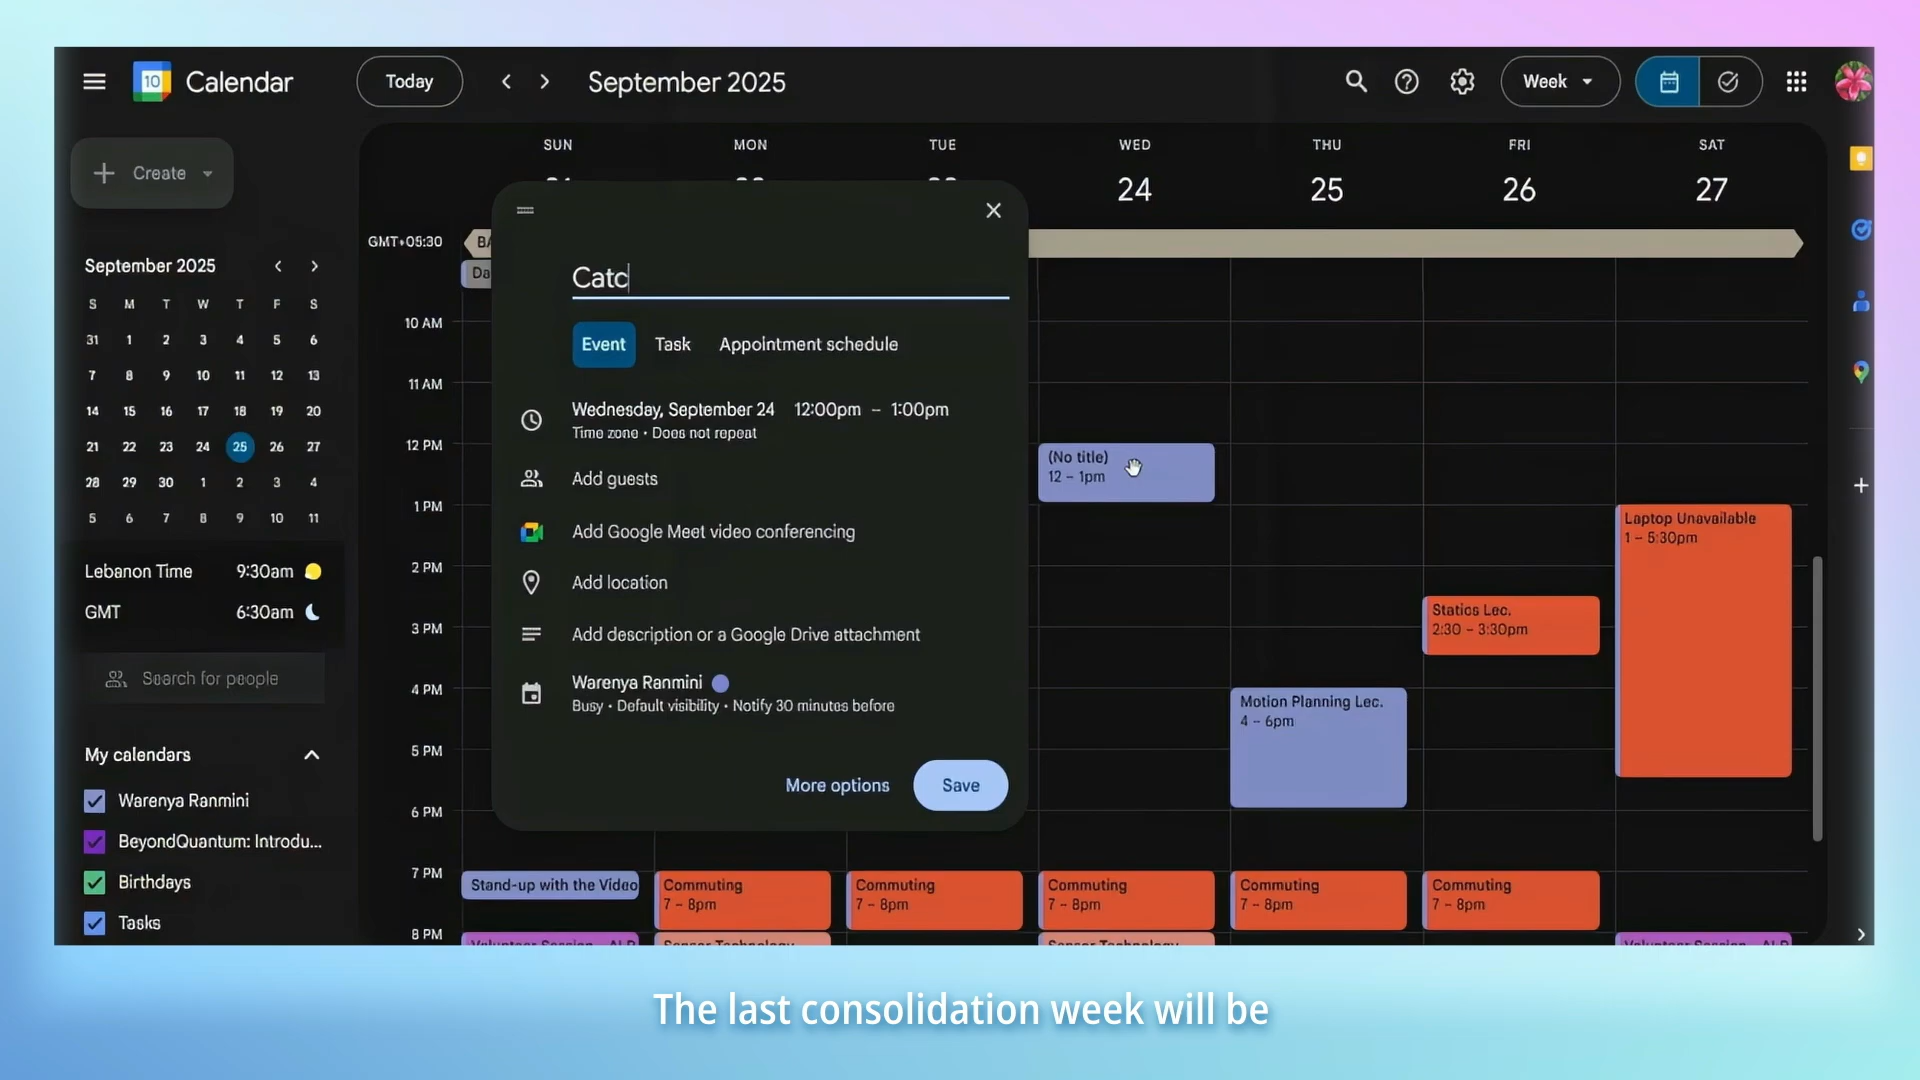 10 Calendar Today September 2025 Week
Create
September 2025
S M T W T F S
31 1 2 3 4 5 6
7 8 9 10 11 12 13
14 15 16 17 18 19 20
21 22 23 24 25 26 27
28 29 30 1 2 3 4
5 6 7 8 9 10 11
Lebanon Time 9:30am
GMT 6:30am
Search for people
My calendars
Warenya Ranmini
BeyondQuantum: Introdu...
Birthdays
Tasks
SUN MON TUE WED THU FRI SAT
24 25 26 27
GMT+05:30
BA
Da
10 AM
11 AM
12 PM
1 PM
2 PM
3 PM
4 PM
5 PM
6 PM
7 PM
8 PM
Catc
Event Task Appointment schedule
Wednesday, September 24 12:00pm – 1:00pm
Time zone • Does not repeat
Add guests
Add Google Meet video conferencing
Add location
Add description or a Google Drive attachment
Warenya Ranmini
Busy • Default visibility • Notify 30 minutes before
More options Save
(No title)
12 – 1pm
Laptop Unavailable
1 – 5:30pm
Statics Lec.
2:30 – 3:30pm
Motion Planning Lec.
4 – 6pm
Stand-up with the Video
Commuting
7 – 8pm
Commuting
7 – 8pm
Commuting
7 – 8pm
Commuting
7 – 8pm
Commuting
7 – 8pm
Sensor Technology
Sensor Technology
The last consolidation week will be